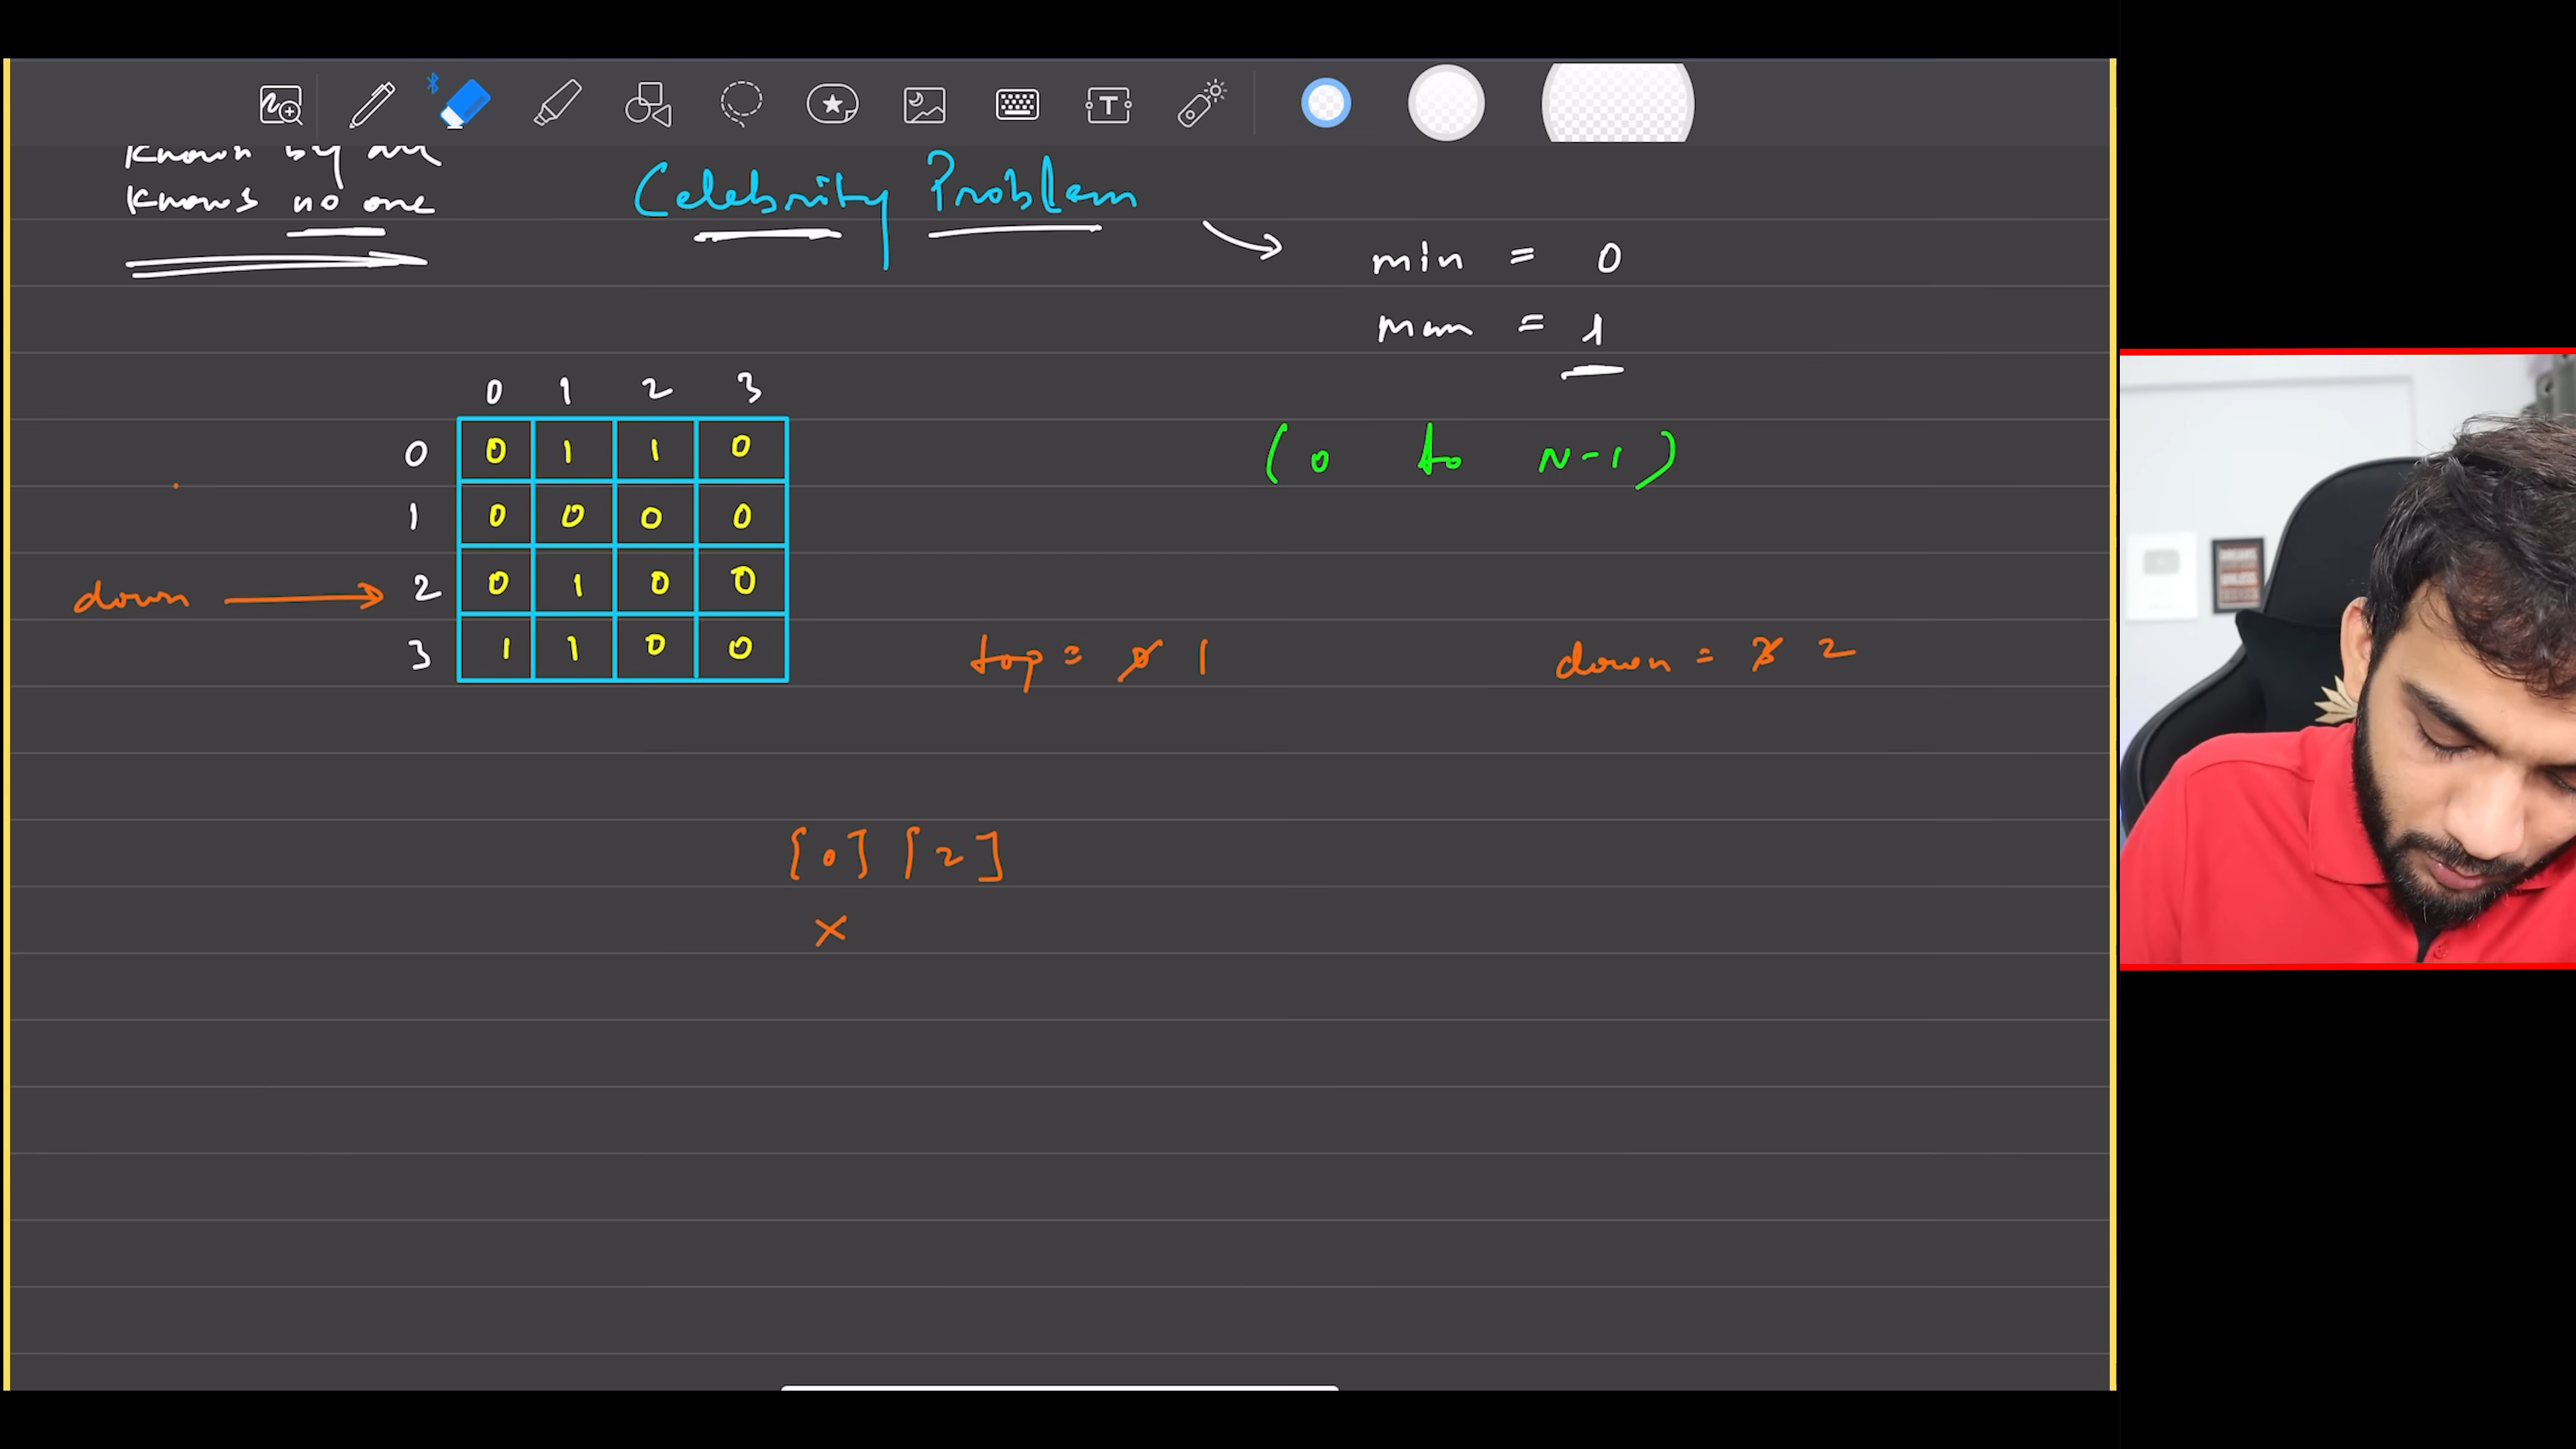 Known by all
Knows no one
Celebrity Problem
min = 0
max = 1
0 1 2 3
0 0 1 1 0
1 0 0 0 0
down → 2 0 1 0 0
3 1 1 0 0
(0 to N-1)
top = 0 1
down = 3 2
[0] [2]
×